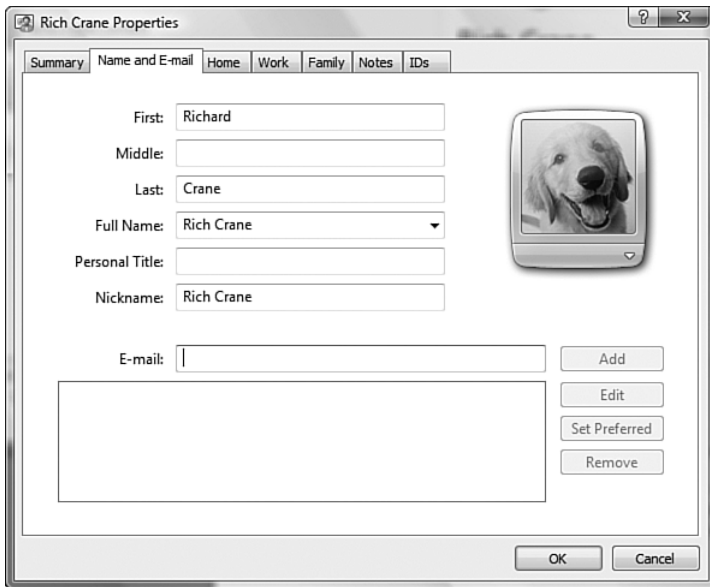 Rich Crane Properties
Summary Name and E-mail Home Work Family Notes IDs
First: Richard
Middle:
Last: Crane
Full Name: Rich Crane
Personal Title:
Nickname: Rich Crane
E-mail: Add
Edit
Set Preferred
Remove
OK Cancel